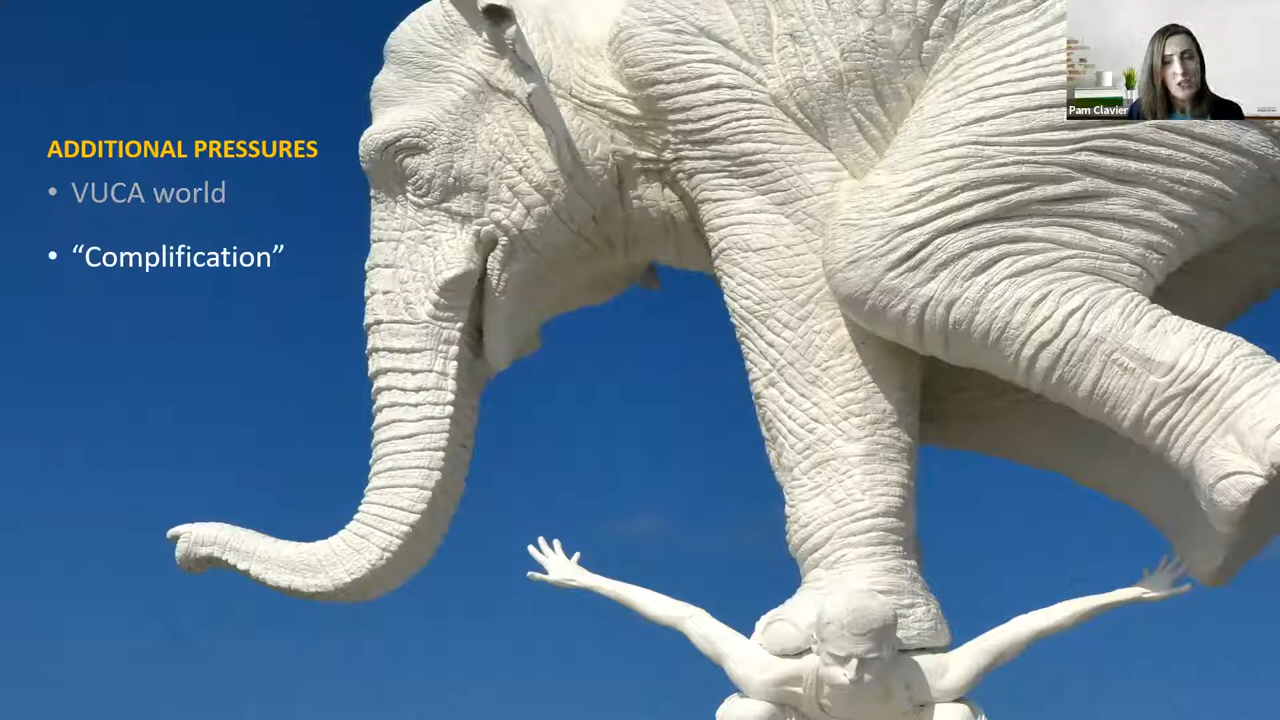 ADDITIONAL PRESSURES
• VUCA world
• “Complification”
Pam Clavier